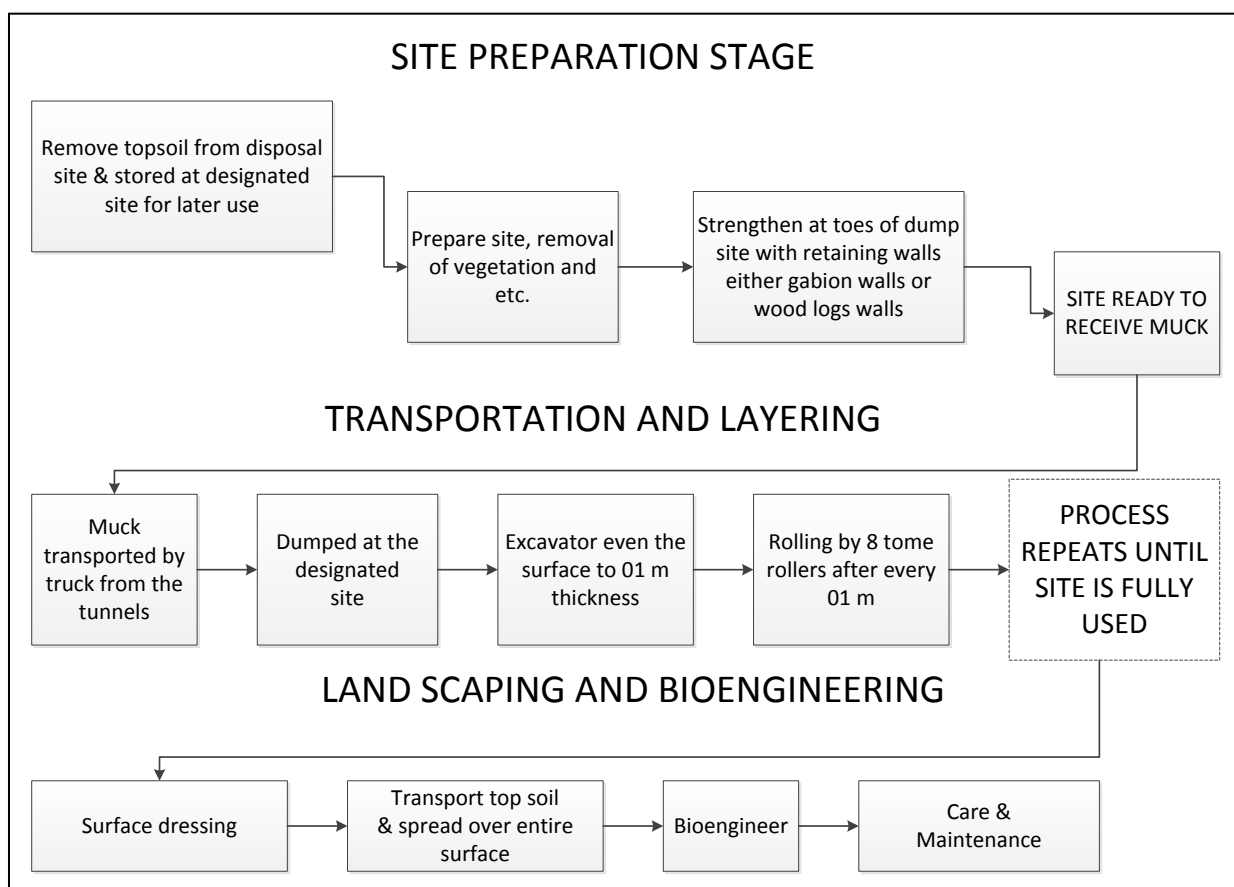 SITE PREPARATION STAGE
Remove topsoil from disposal
site & stored at designated
site for later use
Prepare site, removal
of vegetation and
etc.
Strengthen at toes of dump
site with retaining walls
either gabion walls or
wood logs walls
SITE READY TO
RECEIVE MUCK
TRANSPORTATION AND LAYERING
Muck
transported by
truck from the
tunnels
Dumped at the
designated
site
Excavator even the
surface to 01 m
thickness
Rolling by 8 tome
rollers after every
01 m
PROCESS
REPEATS UNTIL
SITE IS FULLY
USED
LAND SCAPING AND BIOENGINEERING
Surface dressing
Transport top soil
& spread over entire
surface
Bioengineer
Care &
Maintenance